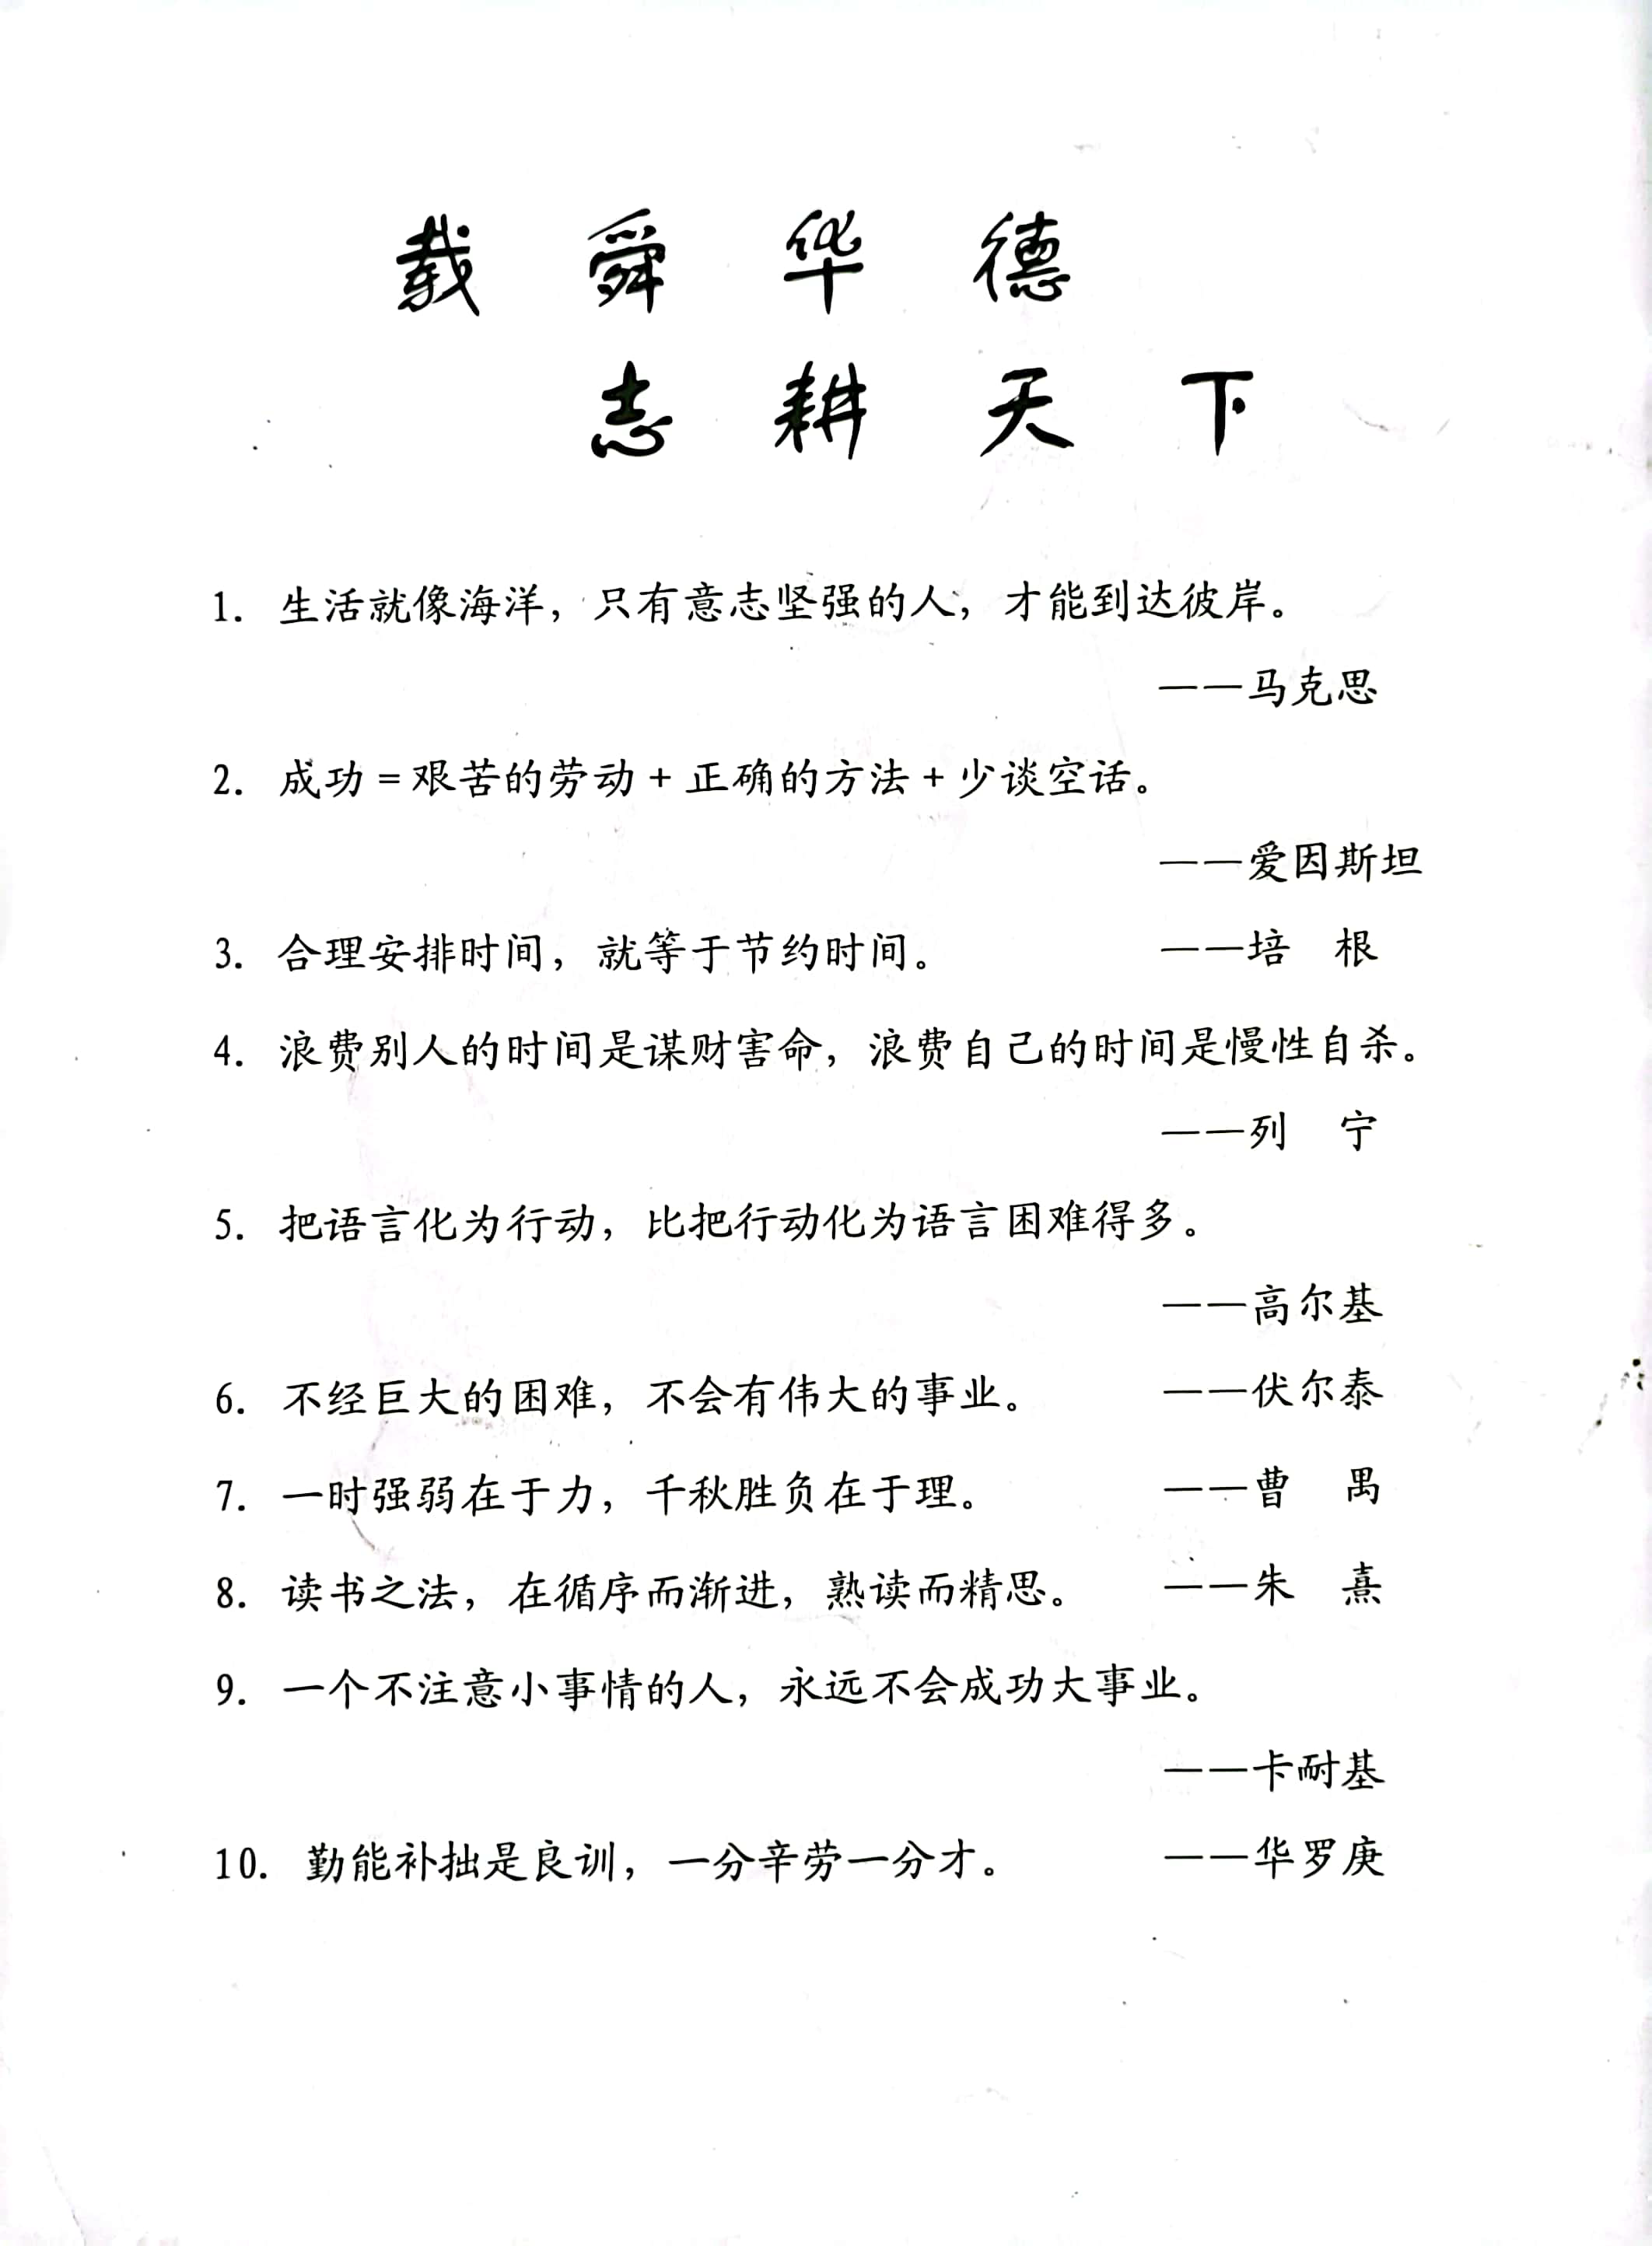 载舜华德
志耕天下
1. 生活就像海洋，只有意志坚强的人，才能到达彼岸。
——马克思
2. 成功=艰苦的劳动+正确的方法+少谈空话。
——爱因斯坦
3. 合理安排时间，就等于节约时间。 ——培 根
4. 浪费别人的时间是谋财害命，浪费自己的时间是慢性自杀。
——列 宁
5. 把语言化为行动，比把行动化为语言困难得多。
——高尔基
6. 不经巨大的困难，不会有伟大的事业。 ——伏尔泰
7. 一时强弱在于力，千秋胜负在于理。 ——曹 禺
8. 读书之法，在循序而渐进，熟读而精思。 ——朱 熹
9. 一个不注意小事情的人，永远不会成功大事业。
——卡耐基
10. 勤能补拙是良训，一分辛劳一分才。 ——华罗庚